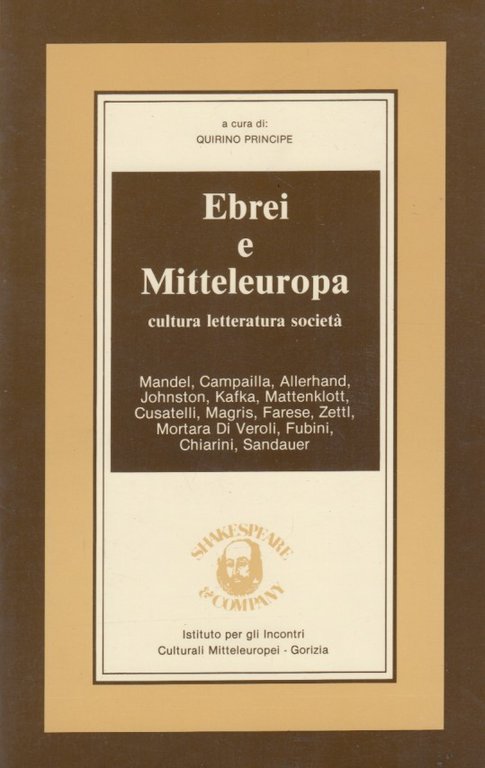 a cura di:
QUIRINO PRINCIPE
Ebrei
e
Mitteleuropa
cultura letteratura società
Mandel, Campailla, Allerhand,
Johnston, Kafka, Mattenklott,
Cusatelli, Magris, Farese, Zettl,
Mortara Di Veroli, Fubini,
Chiarini, Sandauer
SHAKESPEARE
& COMPANY
Istituto per gli Incontri
Culturali Mitteleuropei - Gorizia